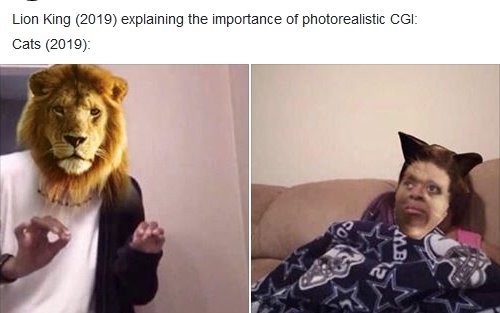 Lion King (2019) explaining the importance of photorealistic CGI:
Cats (2019):